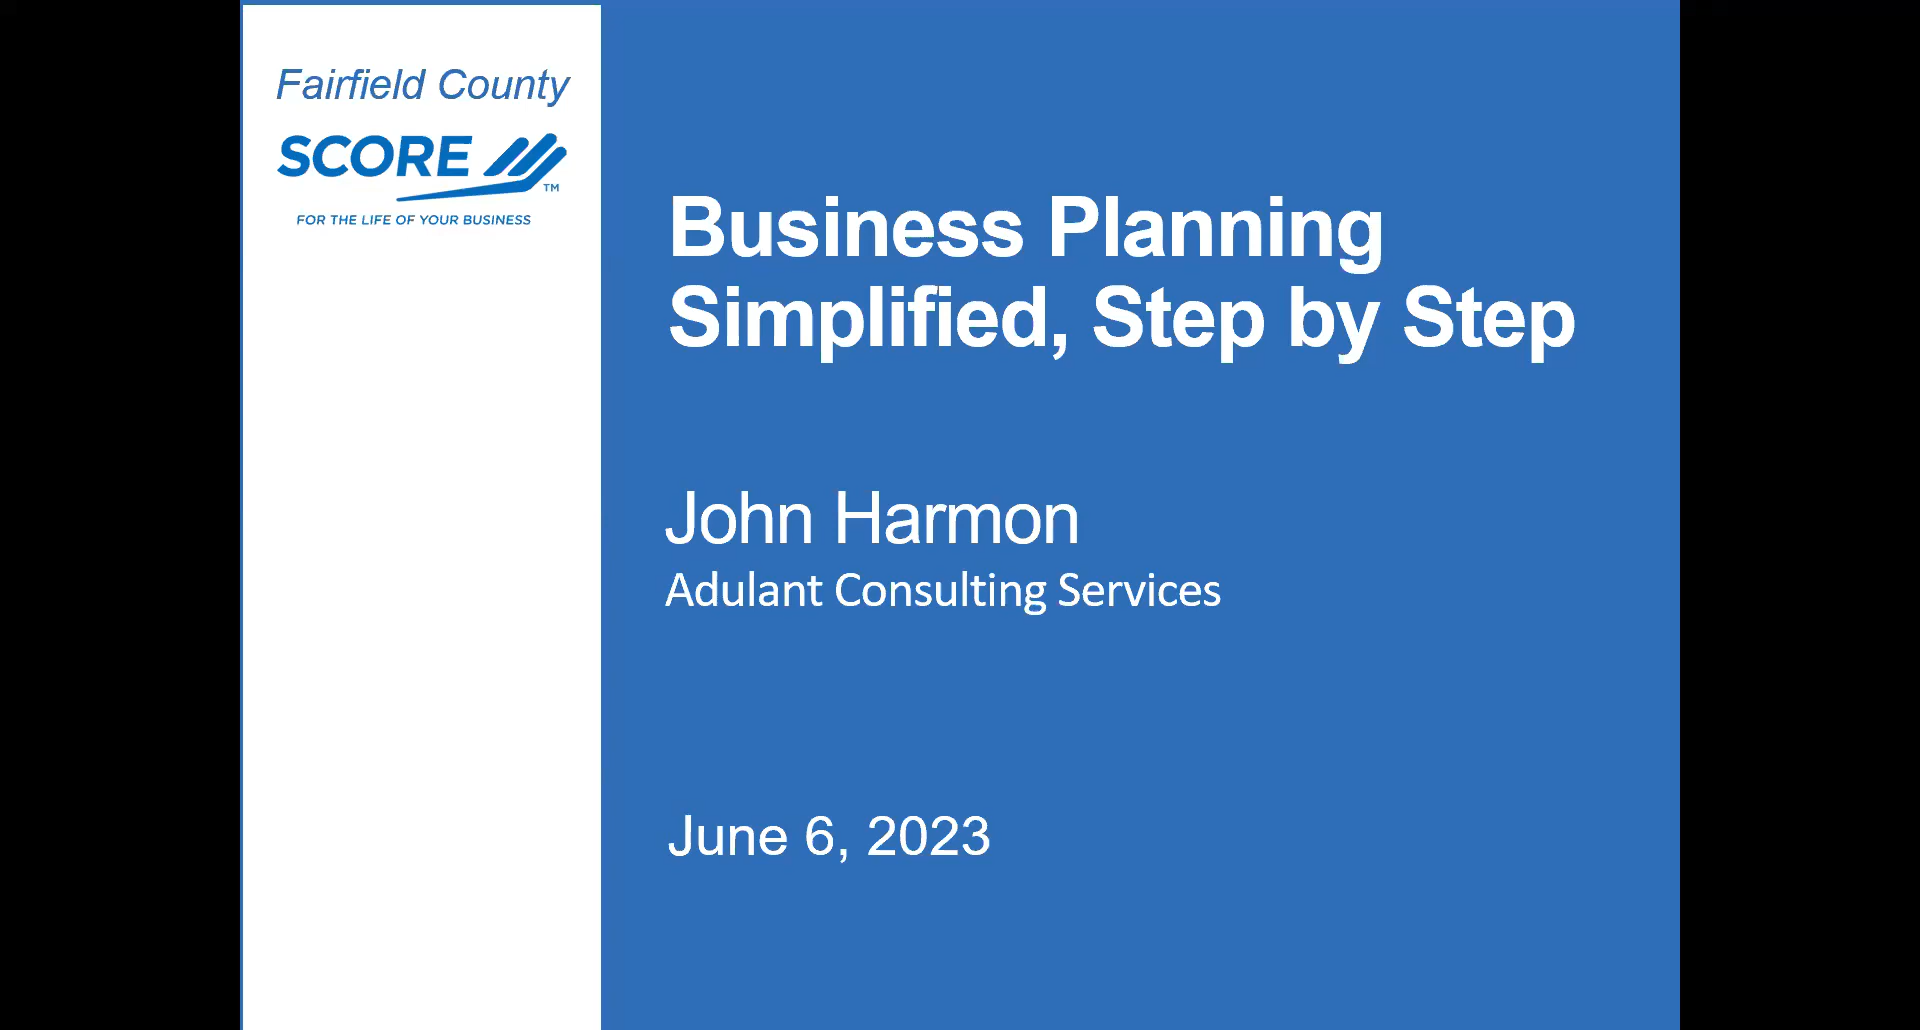 Fairfield County
SCORE
TM
FOR THE LIFE OF YOUR BUSINESS
Business Planning
Simplified, Step by Step
John Harmon
Adulant Consulting Services
June 6, 2023